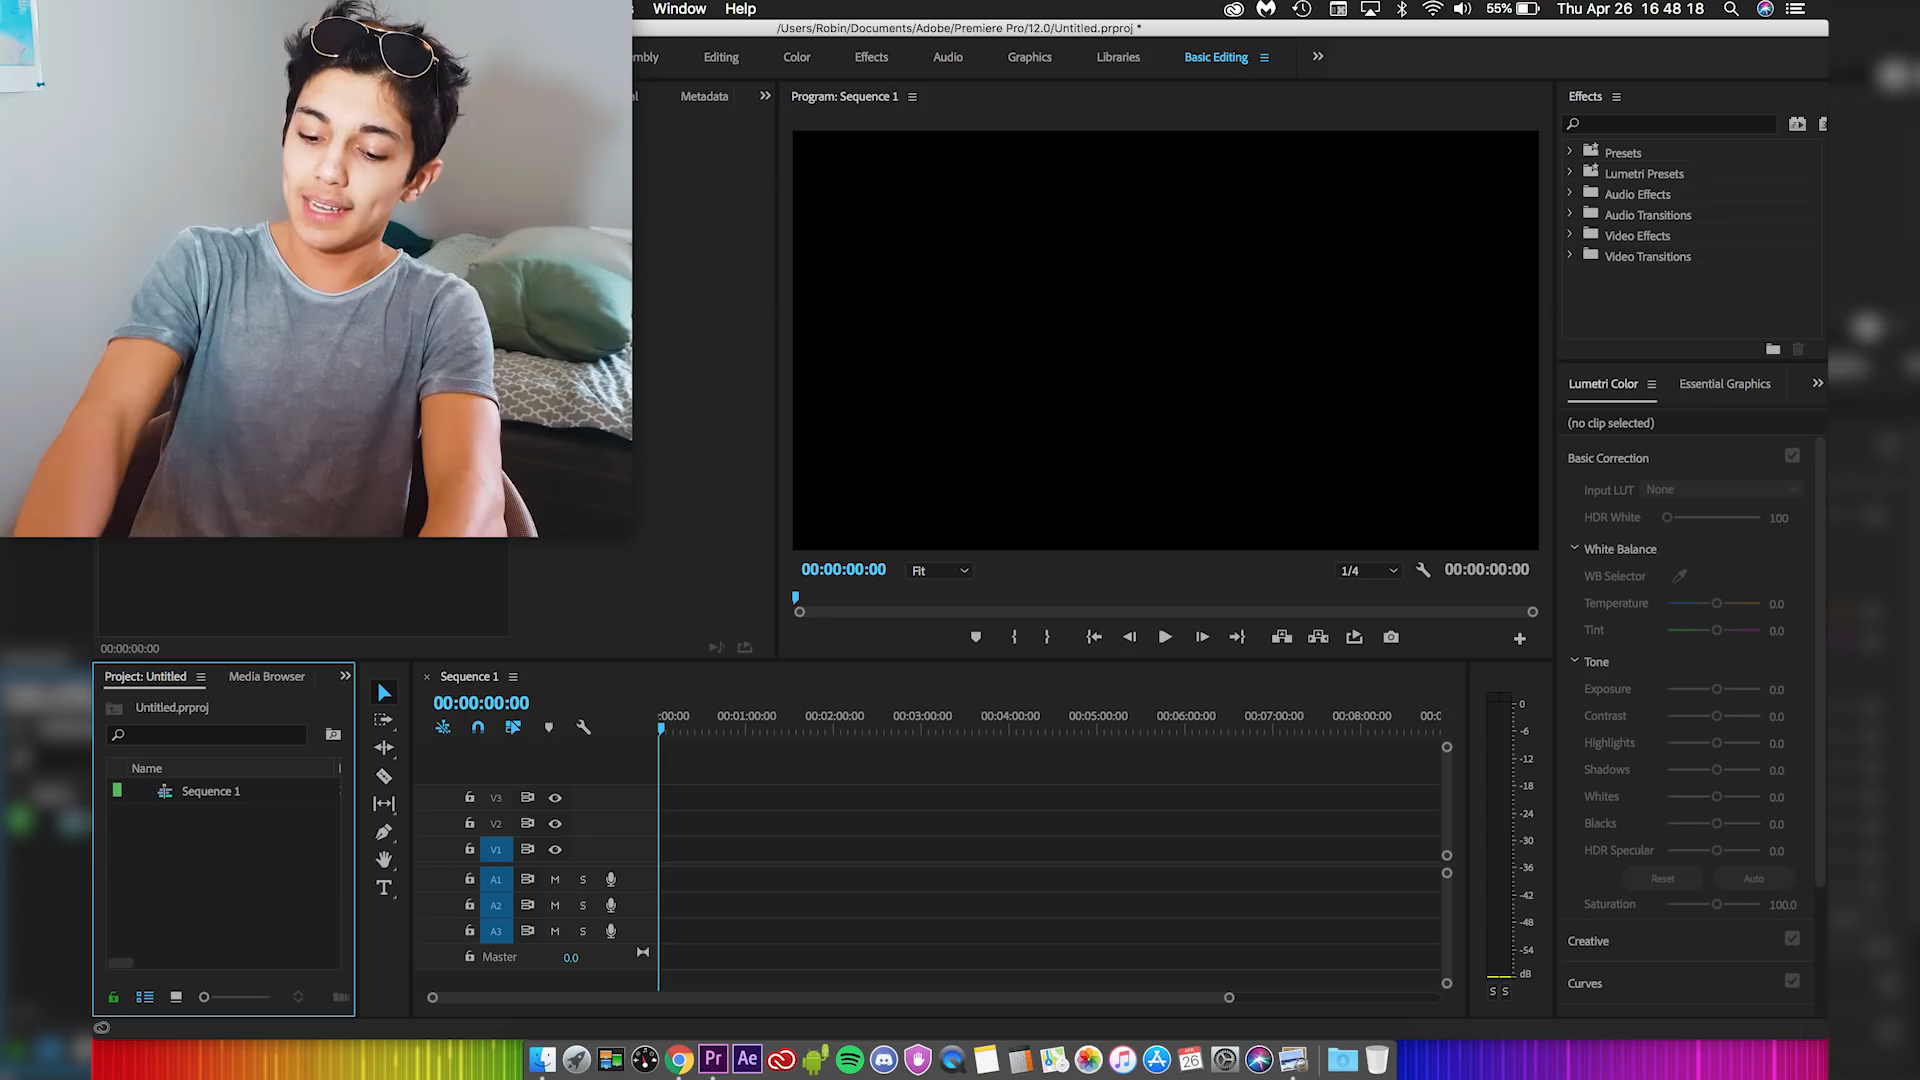 Window Help
55% Thu Apr 26 16 48 18
/Users/Robin/Documents/Adobe/Premiere Pro/12.0/Untitled.prproj *
mbly Editing Color Effects Audio Graphics Libraries Basic Editing
al Metadata
Program: Sequence 1
00:00:00:00 Fit 1/4 00:00:00:00
Effects
Presets
Lumetri Presets
Audio Effects
Audio Transitions
Video Effects
Video Transitions
Lumetri Color Essential Graphics
(no clip selected)
Basic Correction
Input LUT None
HDR White 100
White Balance
WB Selector
Temperature 0.0
Tint 0.0
Tone
Exposure 0.0
Contrast 0.0
Highlights 0.0
Shadows 0.0
Whites 0.0
Blacks 0.0
HDR Specular 0.0
Reset Auto
Saturation 100.0
Creative
Curves
00:00:00:00
Project: Untitled Media Browser
Untitled.prproj
Name
Sequence 1
× Sequence 1
00:00:00:00
:00:00 00:01:00:00 00:02:00:00 00:03:00:00 00:04:00:00 00:05:00:00 00:06:00:00 00:07:00:00 00:08:00:00 00:0
V3
V2
V1
A1 M S
A2 M S
A3 M S
Master 0.0
0
-6
-12
-18
-24
-30
-36
-42
-48
-54
dB
S S
T
Pr Ae
26